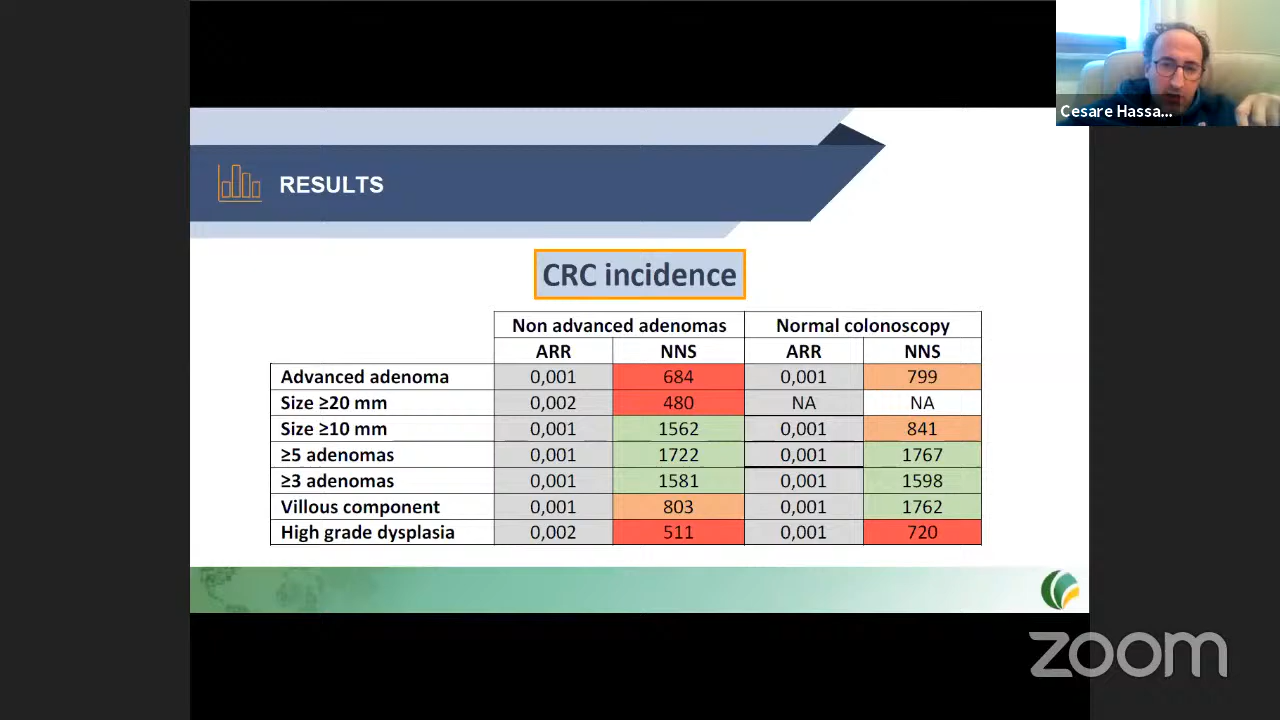 Cesare Hassa...
RESULTS
CRC incidence
Non advanced adenomas Normal colonoscopy
ARR NNS ARR NNS
Advanced adenoma 0,001 684 0,001 799
Size ≥20 mm 0,002 480 NA NA
Size ≥10 mm 0,001 1562 0,001 841
≥5 adenomas 0,001 1722 0,001 1767
≥3 adenomas 0,001 1581 0,001 1598
Villous component 0,001 803 0,001 1762
High grade dysplasia 0,002 511 0,001 720
zoom